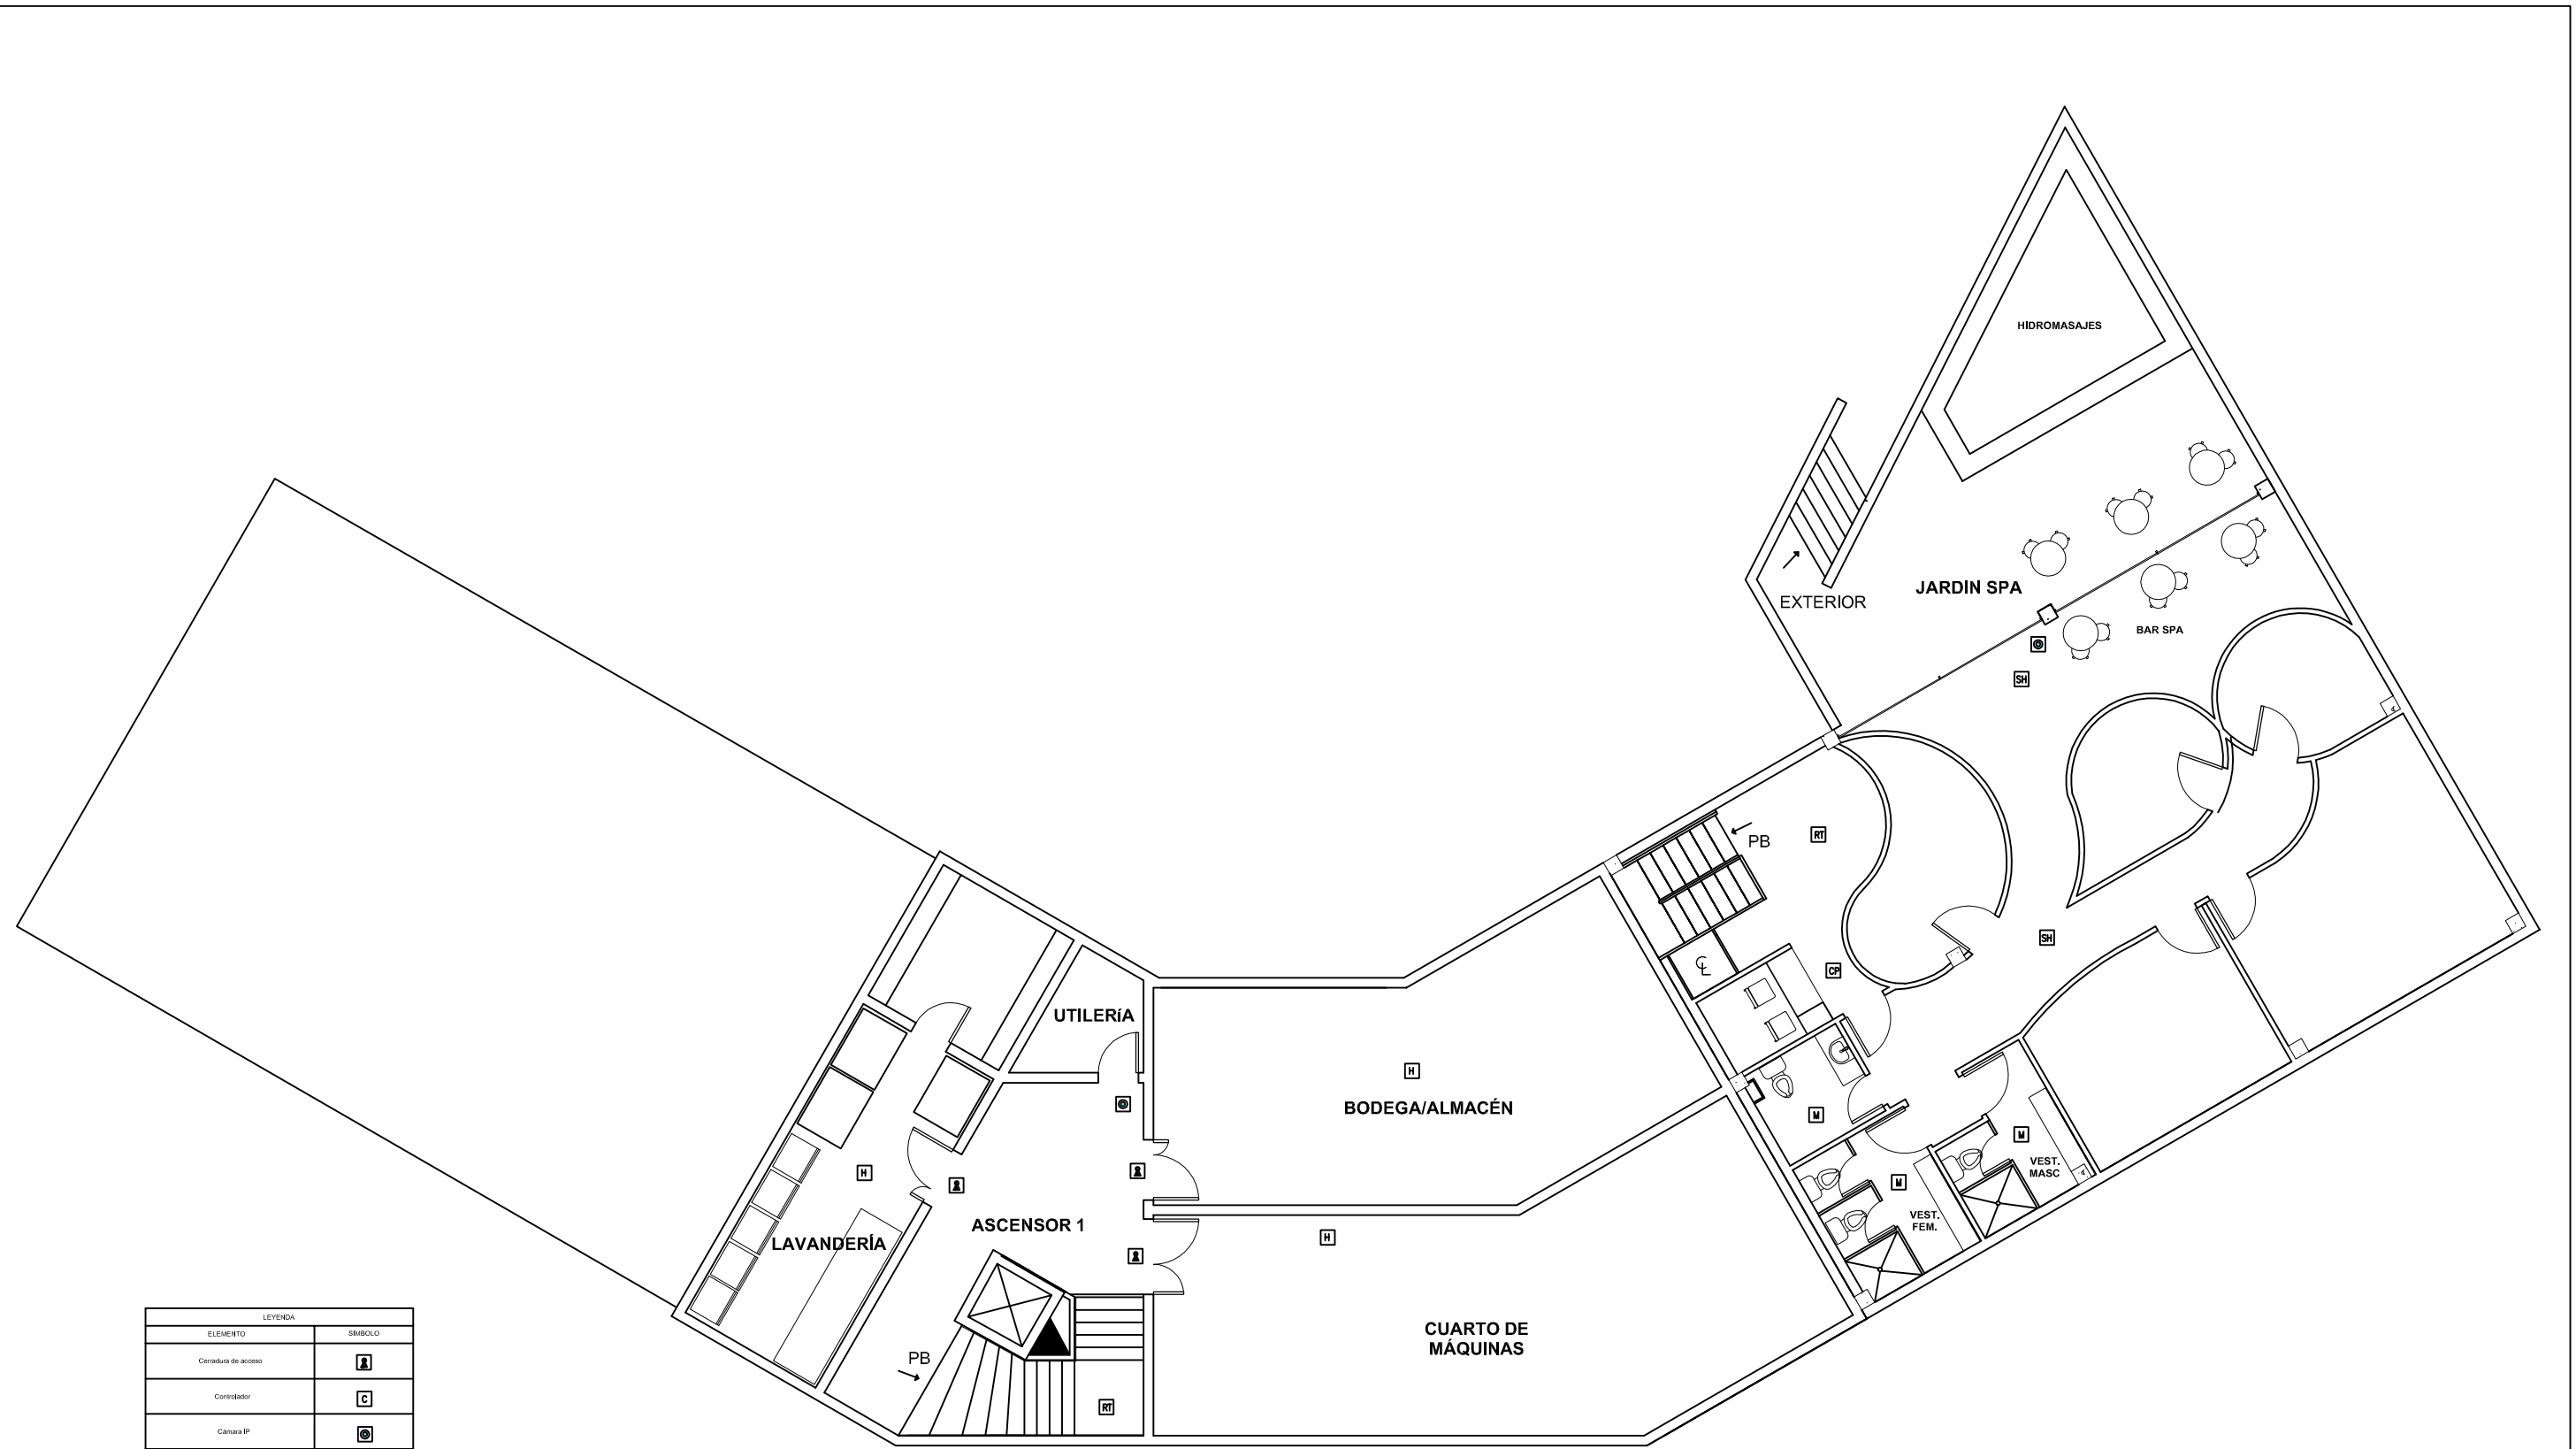 HIDROMASAJES
JARDIN SPA
EXTERIOR
BAR SPA
SH
RT
PB
SH
CP
UTILERíA
H
BODEGA/ALMACÉN
M
M
VEST.
MASC
H
M
VEST.
FEM.
ASCENSOR 1
LAVANDERÍA
H
CUARTO DE
MÁQUINAS
PB
RT
LEYENDA
ELEMENTO SIMBOLO
Cerradura de acceso
Controlador C
Cámara IP